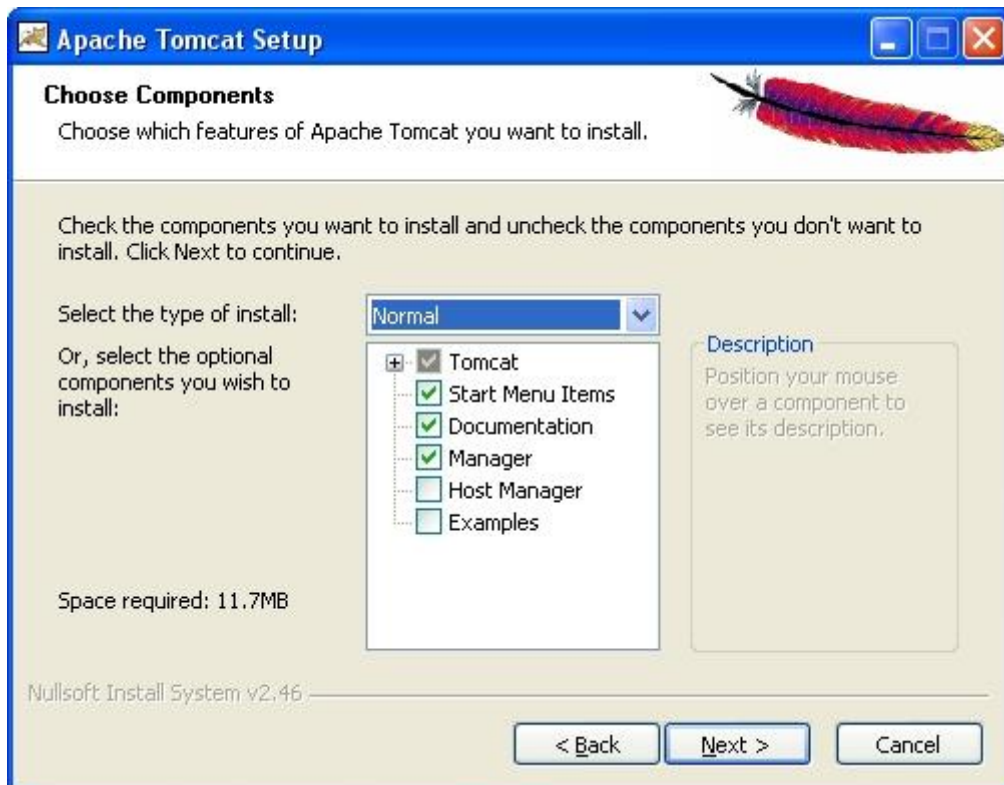 Apache Tomcat Setup
Choose Components
Choose which features of Apache Tomcat you want to install.
Check the components you want to install and uncheck the components you don't want to
install. Click Next to continue.
Select the type of install:
Normal
Or, select the optional
components you wish to
install:
Tomcat
Start Menu Items
Documentation
Manager
Host Manager
Examples
Description
Position your mouse
over a component to
see its description.
Space required: 11.7MB
Nullsoft Install System v2.46
< Back
Next >
Cancel